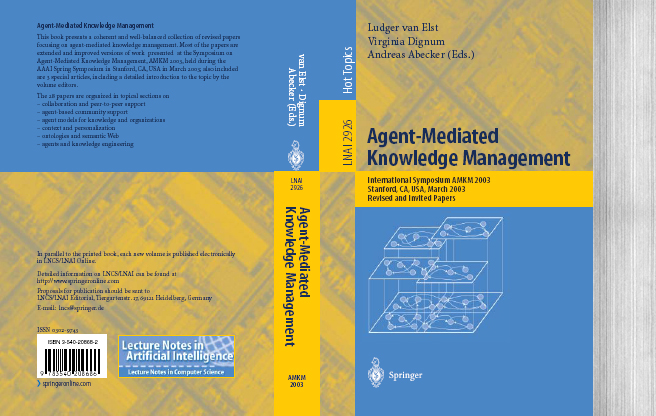 Agent-Mediated Knowledge Management
This book presents a coherent and well-balanced collection of revised papers
focusing on agent-mediated knowledge management. Most of the papers are
extended and improved versions of work presented at the Symposium on
Agent-Mediated Knowledge Management, AMKM 2003, held during the
AAAI Spring Symposium in Stanford, CA, USA in March 2003; also included
are 3 special articles, including a detailed introduction to the topic by the
volume editors.
The 28 papers are organized in topical sections on
– collaboration and peer-to-peer support
– agent-based community support
– agent models for knowledge and organizations
– context and personalization
– ontologies and semantic Web
– agents and knowledge engineering
In parallel to the printed book, each new volume is published electronically
in LNCS/LNAI Online.
Detailed information on LNCS/LNAI can be found at
http://www.springeronline.com
Proposals for publication should be sent to
LNCS/LNAI Editorial, Tiergartenstr. 17, 69121 Heidelberg, Germany
E-mail: lncs@springer.de
ISSN 0302-9743
ISBN 3-540-20868-2
9 783540 208686
› springeronline.com
Lecture Notes in
Artificial Intelligence
Lecture Notes in Computer Science
van Elst · Dignum
Abecker (Eds.)
LNAI
2926
Agent-Mediated
Knowledge Management
AMKM
2003
Hot Topics
LNAI 2926
Ludger van Elst
Virginia Dignum
Andreas Abecker (Eds.)
Agent-Mediated
Knowledge Management
International Symposium AMKM 2003
Stanford, CA, USA, March 2003
Revised and Invited Papers
Springer